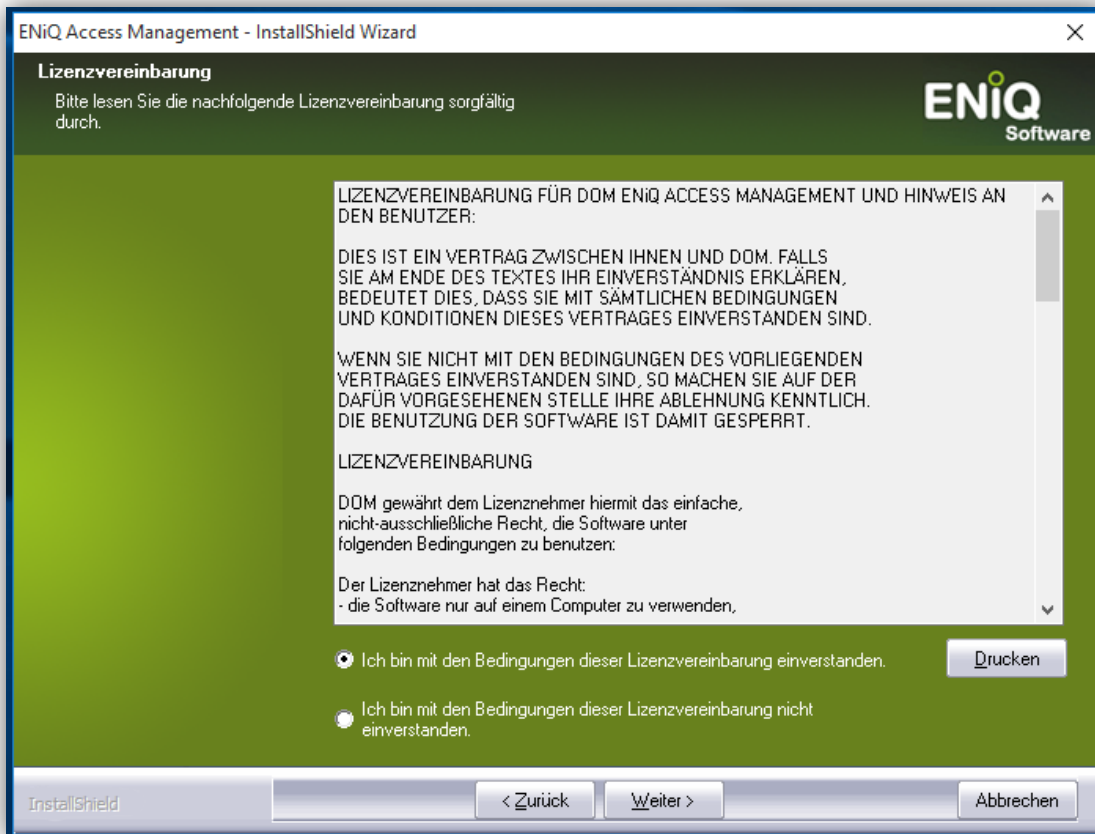 ENiQ Access Management - InstallShield Wizard
Lizenzvereinbarung
Bitte lesen Sie die nachfolgende Lizenzvereinbarung sorgfältig
durch.
ENiQ
Software
LIZENZVEREINBARUNG FÜR DOM ENiQ ACCESS MANAGEMENT UND HINWEIS AN
DEN BENUTZER:
DIES IST EIN VERTRAG ZWISCHEN IHNEN UND DOM. FALLS
SIE AM ENDE DES TEXTES IHR EINVERSTÄNDNIS ERKLÄREN,
BEDEUTET DIES, DASS SIE MIT SÄMTLICHEN BEDINGUNGEN
UND KONDITIONEN DIESES VERTRAGES EINVERSTANDEN SIND.
WENN SIE NICHT MIT DEN BEDINGUNGEN DES VORLIEGENDEN
VERTRAGES EINVERSTANDEN SIND, SO MACHEN SIE AUF DER
DAFÜR VORGESEHENEN STELLE IHRE ABLEHNUNG KENNTLICH.
DIE BENUTZUNG DER SOFTWARE IST DAMIT GESPERRT.
LIZENZVEREINBARUNG
DOM gewährt dem Lizenznehmer hiermit das einfache,
nicht-ausschließliche Recht, die Software unter
folgenden Bedingungen zu benutzen:
Der Lizenznehmer hat das Recht:
- die Software nur auf einem Computer zu verwenden,
Ich bin mit den Bedingungen dieser Lizenzvereinbarung einverstanden.
Drucken
Ich bin mit den Bedingungen dieser Lizenzvereinbarung nicht
einverstanden.
InstallShield
< Zurück
Weiter >
Abbrechen